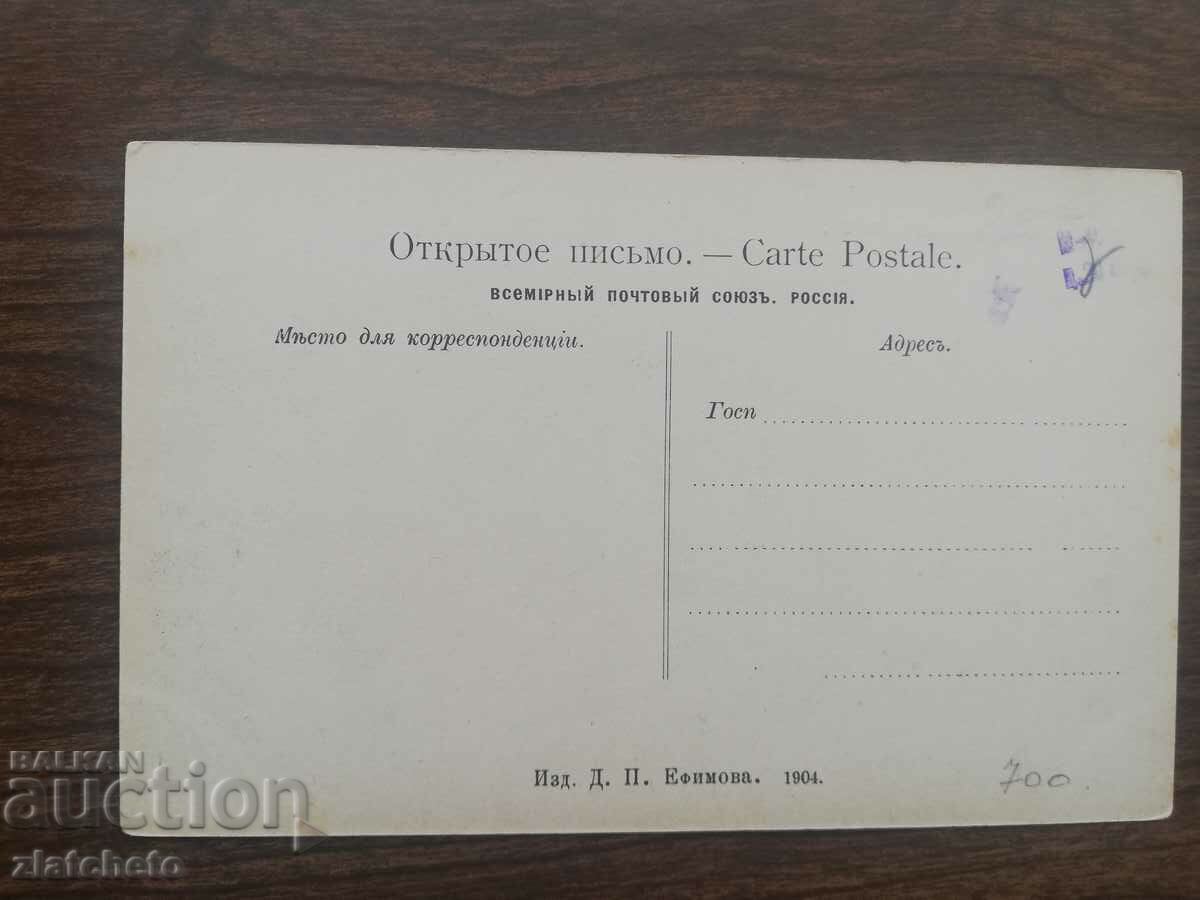 Открытое письмо. — Carte Postale.
ВСЕМІРНЫЙ ПОЧТОВЫЙ СОЮЗЪ. РОССІЯ.
Мѣсто для корреспонденціи.
Адресъ.
Госп
Изд. Д. П. Ефимова. 1904.
700
BALKAN
auction
zlatcheto